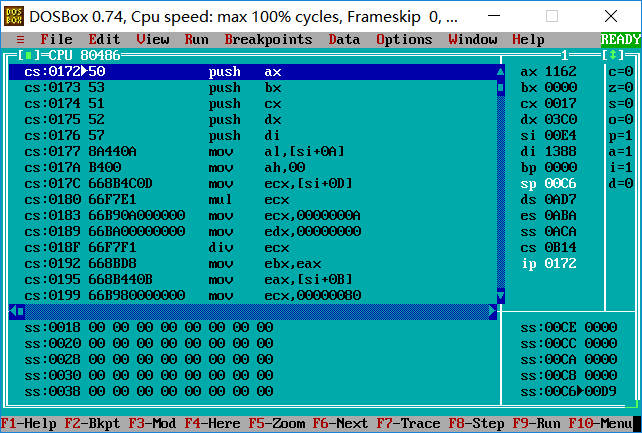 DOSBox 0.74, Cpu speed: max 100% cycles, Frameskip 0, ...
≡ File Edit View Run Breakpoints Data Options Window Help READY
[■] CPU 80486 1 [↕]
cs:0172►50 push ax ax 1162 c=0
cs:0173 53 push bx bx 0000 z=0
cs:0174 51 push cx cx 0017 s=0
cs:0175 52 push dx dx 03C0 o=0
cs:0176 57 push di si 00E4 p=1
cs:0177 8A440A mov al,[si+0A] di 1388 a=1
cs:017A B400 mov ah,00 bp 0000 i=1
cs:017C 668B4C0D mov ecx,[si+0D] sp 00C6 d=0
cs:0180 66F7E1 mul ecx ds 0AD7
cs:0183 66B90A000000 mov ecx,0000000A es 0ABA
cs:0189 66BA00000000 mov edx,00000000 ss 0ACA
cs:018F 66F7F1 div ecx cs 0B14
cs:0192 668BD8 mov ebx,eax ip 0172
cs:0195 668B440B mov eax,[si+0B]
cs:0199 66B980000000 mov ecx,00000080
ss:0018 00 00 00 00 00 00 00 00 ss:00CE 0000
ss:0020 00 00 00 00 00 00 00 00 ss:00CC 0000
ss:0028 00 00 00 00 00 00 00 00 ss:00CA 0000
ss:0030 00 00 00 00 00 00 00 00 ss:00C8 0000
ss:0038 00 00 00 00 00 00 00 00 ss:00C6►00D9
F1-Help F2-Bkpt F3-Mod F4-Here F5-Zoom F6-Next F7-Trace F8-Step F9-Run F10-Menu